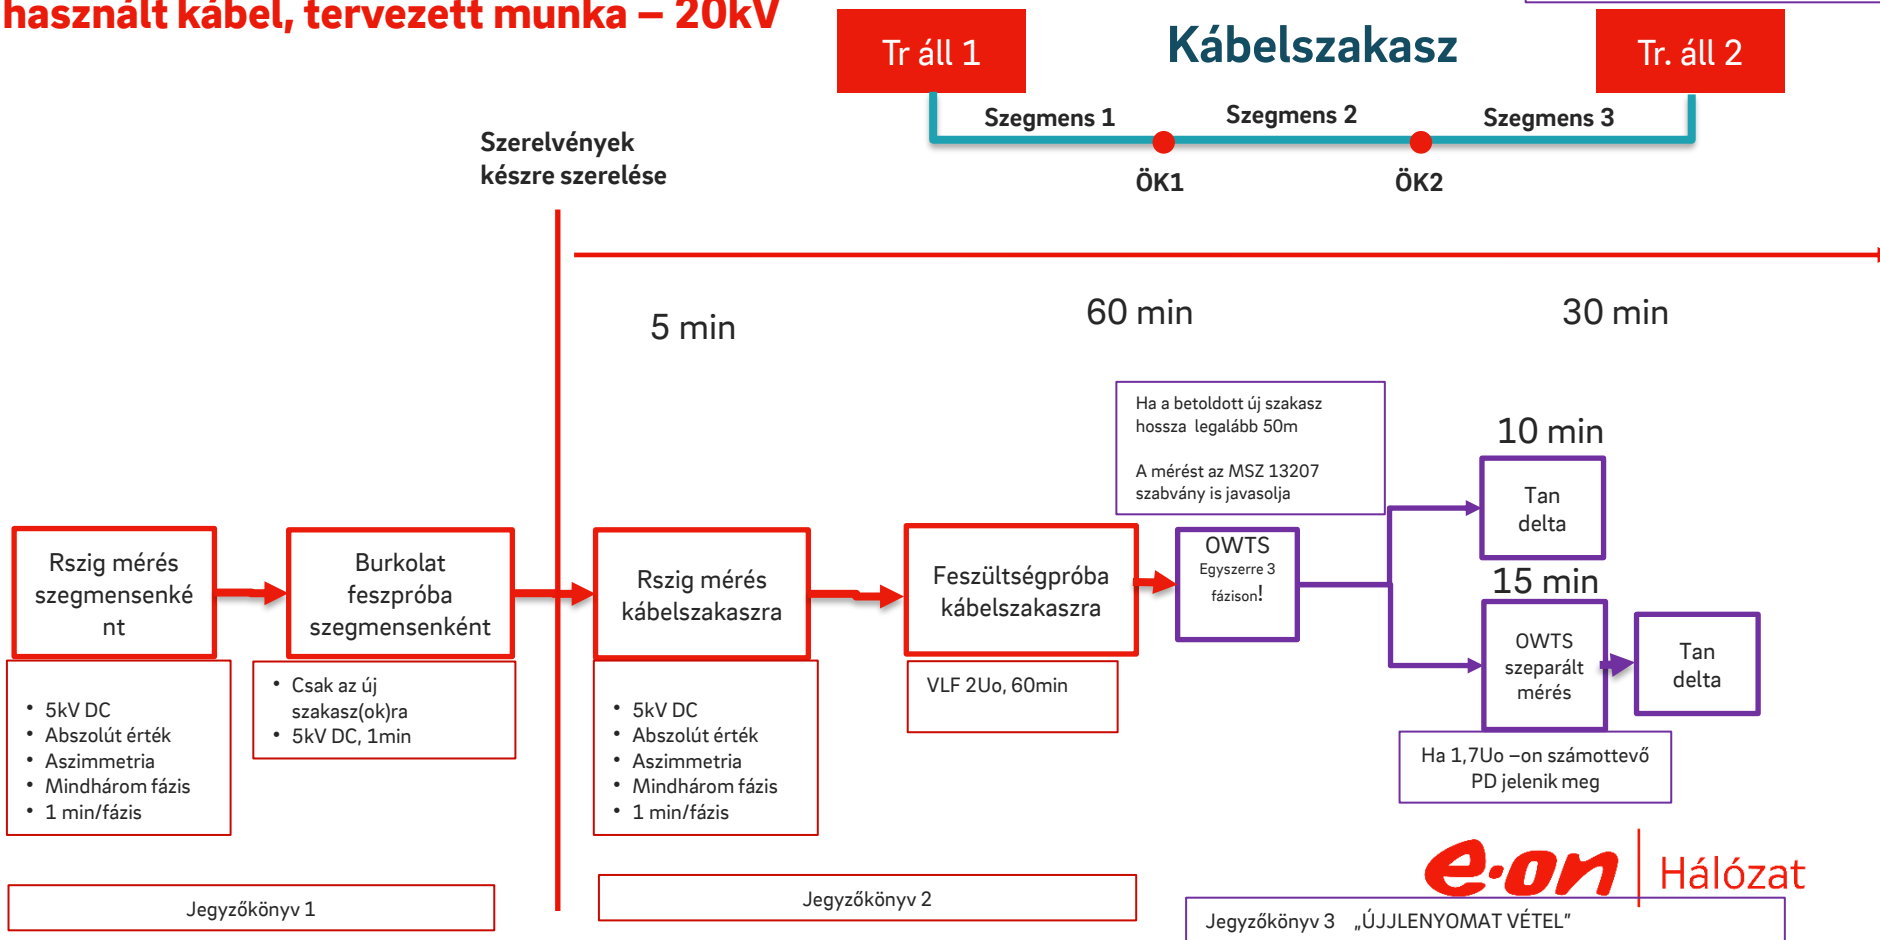 használt kábel, tervezett munka – 20kV
Tr áll 1
Kábelszakasz
Tr. áll 2
Szegmens 1
Szegmens 2
Szegmens 3
ÖK1
ÖK2
Szerelvények
készre szerelése
5 min
60 min
30 min
Ha a betoldott új szakasz
hossza legalább 50m
A mérést az MSZ 13207
szabvány is javasolja
10 min
Tan
delta
Rszig mérés
szegmensenké
nt
Burkolat
feszpróba
szegmensenként
Rszig mérés
kábelszakaszra
Feszültségpróba
kábelszakaszra
OWTS
Egyszerre 3
fázison!
15 min
OWTS
szeparált
mérés
Tan
delta
• 5kV DC
• Abszolút érték
• Aszimmetria
• Mindhárom fázis
• 1 min/fázis
• Csak az új
szakasz(ok)ra
• 5kV DC, 1min
• 5kV DC
• Abszolút érték
• Aszimmetria
• Mindhárom fázis
• 1 min/fázis
VLF 2Uo, 60min
Ha 1,7Uo –on számottevő
PD jelenik meg
e·on Hálózat
Jegyzőkönyv 1
Jegyzőkönyv 2
Jegyzőkönyv 3 „ÚJJLENYOMAT VÉTEL”